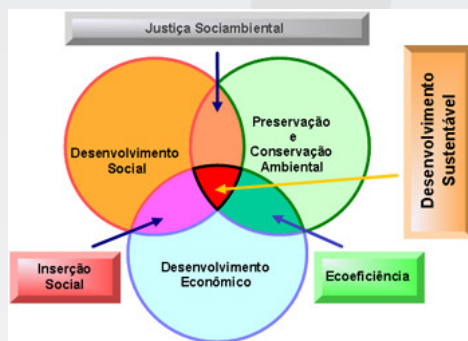 Justiça Sociambiental
Desenvolvimento
Social
Preservação
e
Conservação
Ambiental
Desenvolvimento
Sustentável
Inserção
Social
Desenvolvimento
Econômico
Ecoeficiência